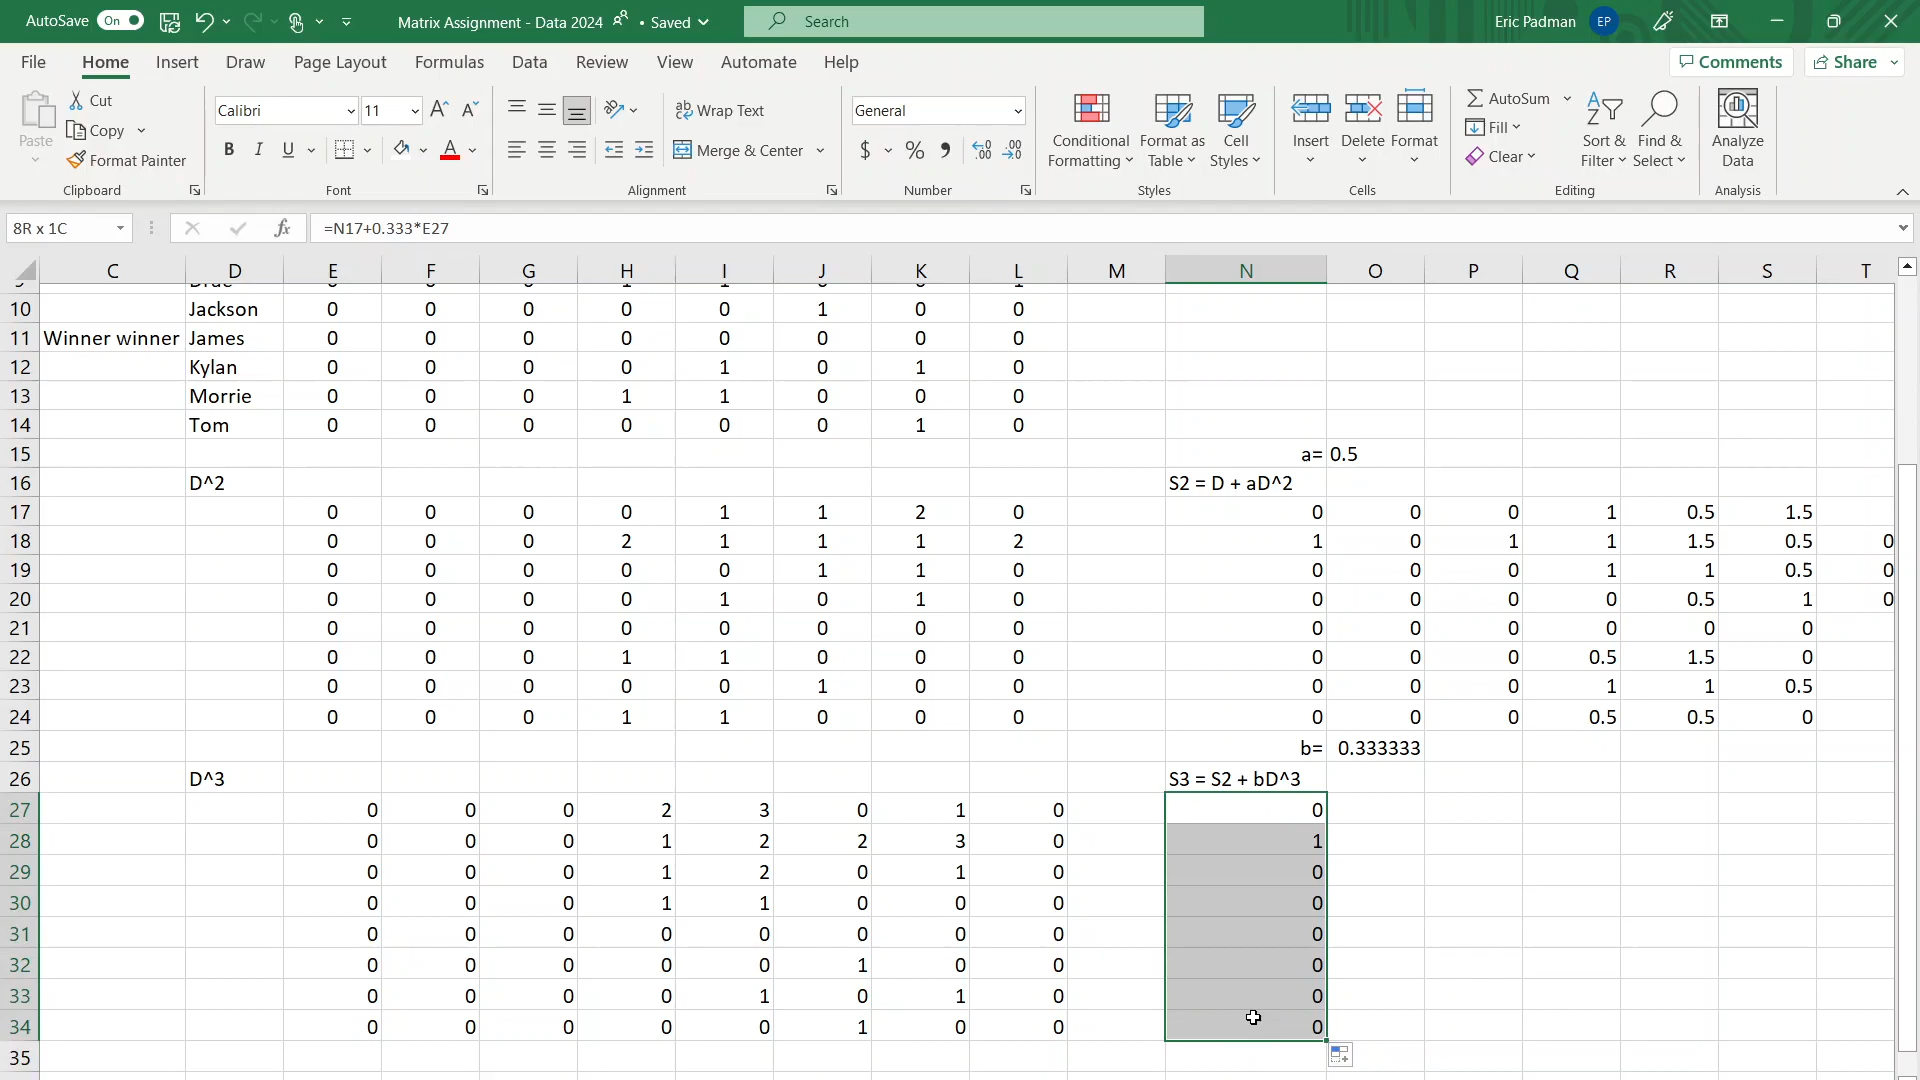 AutoSave On Matrix Assignment - Data 2024 • Saved Search Eric Padman EP
File Home Insert Draw Page Layout Formulas Data Review View Automate Help Comments Share
Paste Cut Copy Format Painter Clipboard
Calibri 11 B I U A Font
Wrap Text Merge & Center Alignment
General $ % , Number
Conditional Formatting Format as Table Cell Styles Styles
Insert Delete Format Cells
AutoSum Fill Clear Sort & Filter Find & Select Editing
Analyze Data Analysis
8R x 1C fx =N17+0.333*E27
C D E F G H I J K L M N O P Q R S T
10 Jackson 0 0 0 0 0 1 0 0
11 Winner winner James 0 0 0 0 0 0 0 0
12 Kylan 0 0 0 0 1 0 1 0
13 Morrie 0 0 0 1 1 0 0 0
14 Tom 0 0 0 0 0 0 1 0
15 a= 0.5
16 D^2 S2 = D + aD^2
17 0 0 0 0 1 1 2 0 0 0 0 1 0.5 1.5
18 0 0 0 2 1 1 1 2 1 0 1 1 1.5 0.5 0
19 0 0 0 0 0 1 1 0 0 0 0 1 1 0.5 0
20 0 0 0 0 1 0 1 0 0 0 0 0 0.5 1 0
21 0 0 0 0 0 0 0 0 0 0 0 0 0 0
22 0 0 0 1 1 0 0 0 0 0 0 0.5 1.5 0
23 0 0 0 0 0 1 0 0 0 0 0 1 1 0.5
24 0 0 0 1 1 0 0 0 0 0 0 0.5 0.5 0
25 b= 0.333333
26 D^3 S3 = S2 + bD^3
27 0 0 0 2 3 0 1 0 0
28 0 0 0 1 2 2 3 0 1
29 0 0 0 1 2 0 1 0 0
30 0 0 0 1 1 0 0 0 0
31 0 0 0 0 0 0 0 0 0
32 0 0 0 0 0 1 0 0 0
33 0 0 0 0 1 0 1 0 0
34 0 0 0 0 0 1 0 0 0
35